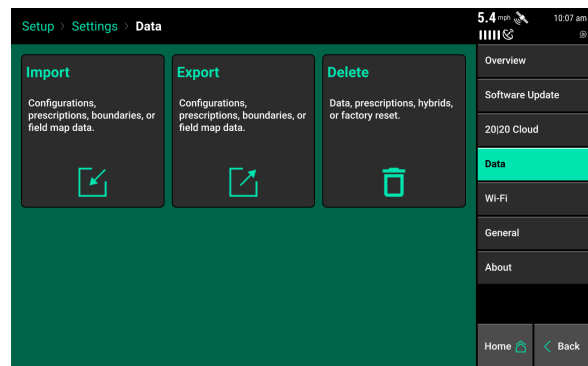 Setup > Settings > Data
5.4 mph
10:07 am
Import
Configurations,
prescriptions, boundaries, or
field map data.
Export
Configurations,
prescriptions, boundaries, or
field map data.
Delete
Data, prescriptions, hybrids,
or factory reset.
Overview
Software Update
20|20 Cloud
Data
Wi-Fi
General
About
Home
Back